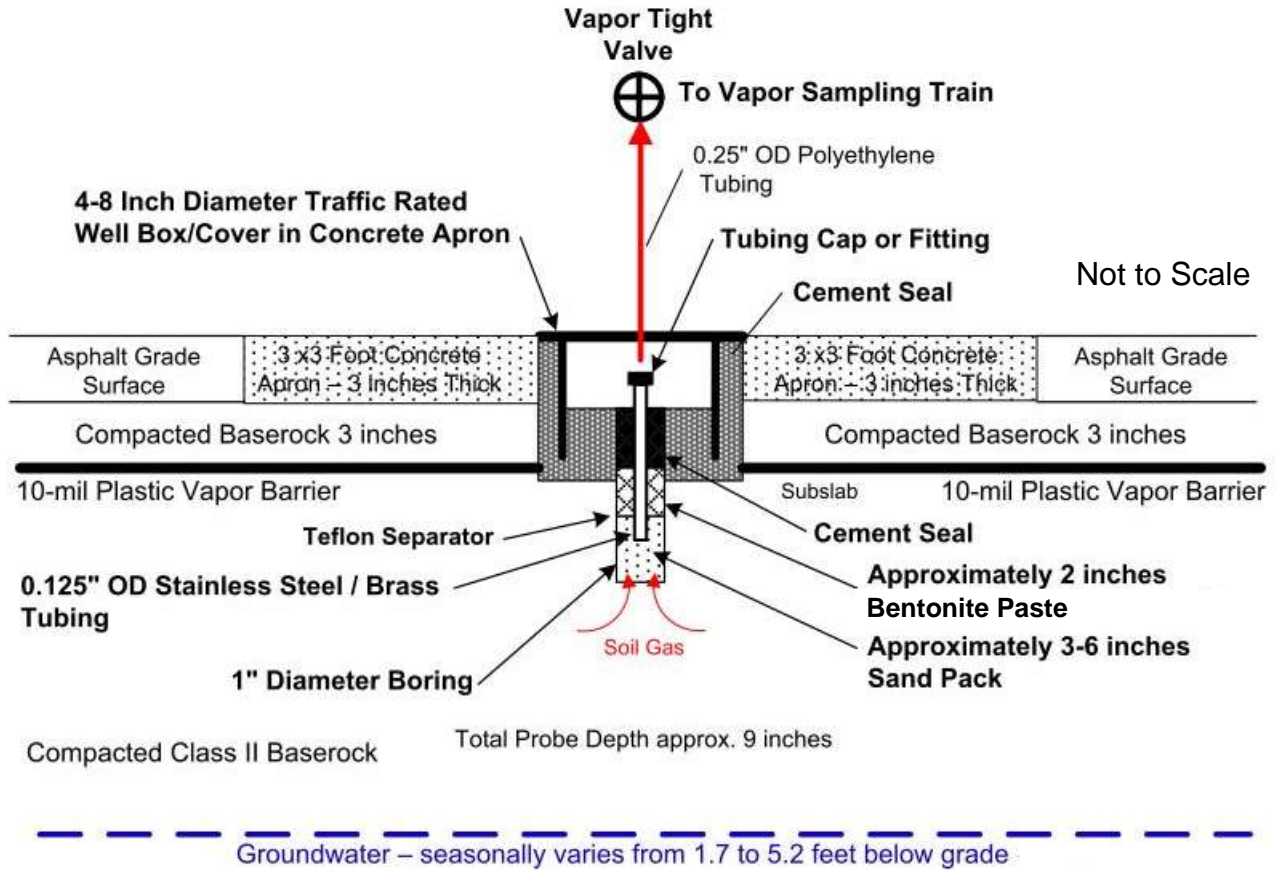 Vapor Tight
Valve
To Vapor Sampling Train
0.25" OD Polyethylene
Tubing
4-8 Inch Diameter Traffic Rated
Well Box/Cover in Concrete Apron
Tubing Cap or Fitting
Not to Scale
Cement Seal
Asphalt Grade
Surface
3 x3 Foot Concrete
Apron – 3 inches Thick
3 x3 Foot Concrete
Apron – 3 inches Thick
Asphalt Grade
Surface
Compacted Baserock 3 inches
Compacted Baserock 3 inches
10-mil Plastic Vapor Barrier
Subslab
10-mil Plastic Vapor Barrier
Teflon Separator
Cement Seal
0.125" OD Stainless Steel / Brass
Tubing
Approximately 2 inches
Bentonite Paste
Soil Gas
Approximately 3-6 inches
Sand Pack
1" Diameter Boring
Compacted Class II Baserock
Total Probe Depth approx. 9 inches
Groundwater – seasonally varies from 1.7 to 5.2 feet below grade